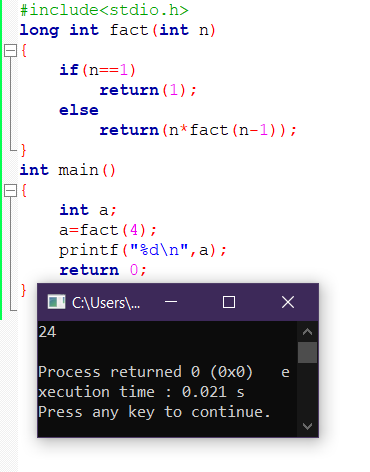 #include<stdio.h>
long int fact(int n)
{
    if(n==1)
        return(1);
    else
        return(n*fact(n-1));
}
int main()
{
    int a;
    a=fact(4);
    printf("%d\n",a);
    return 0;
}
C:\Users\...
24
Process returned 0 (0x0)   e
xecution time : 0.021 s
Press any key to continue.